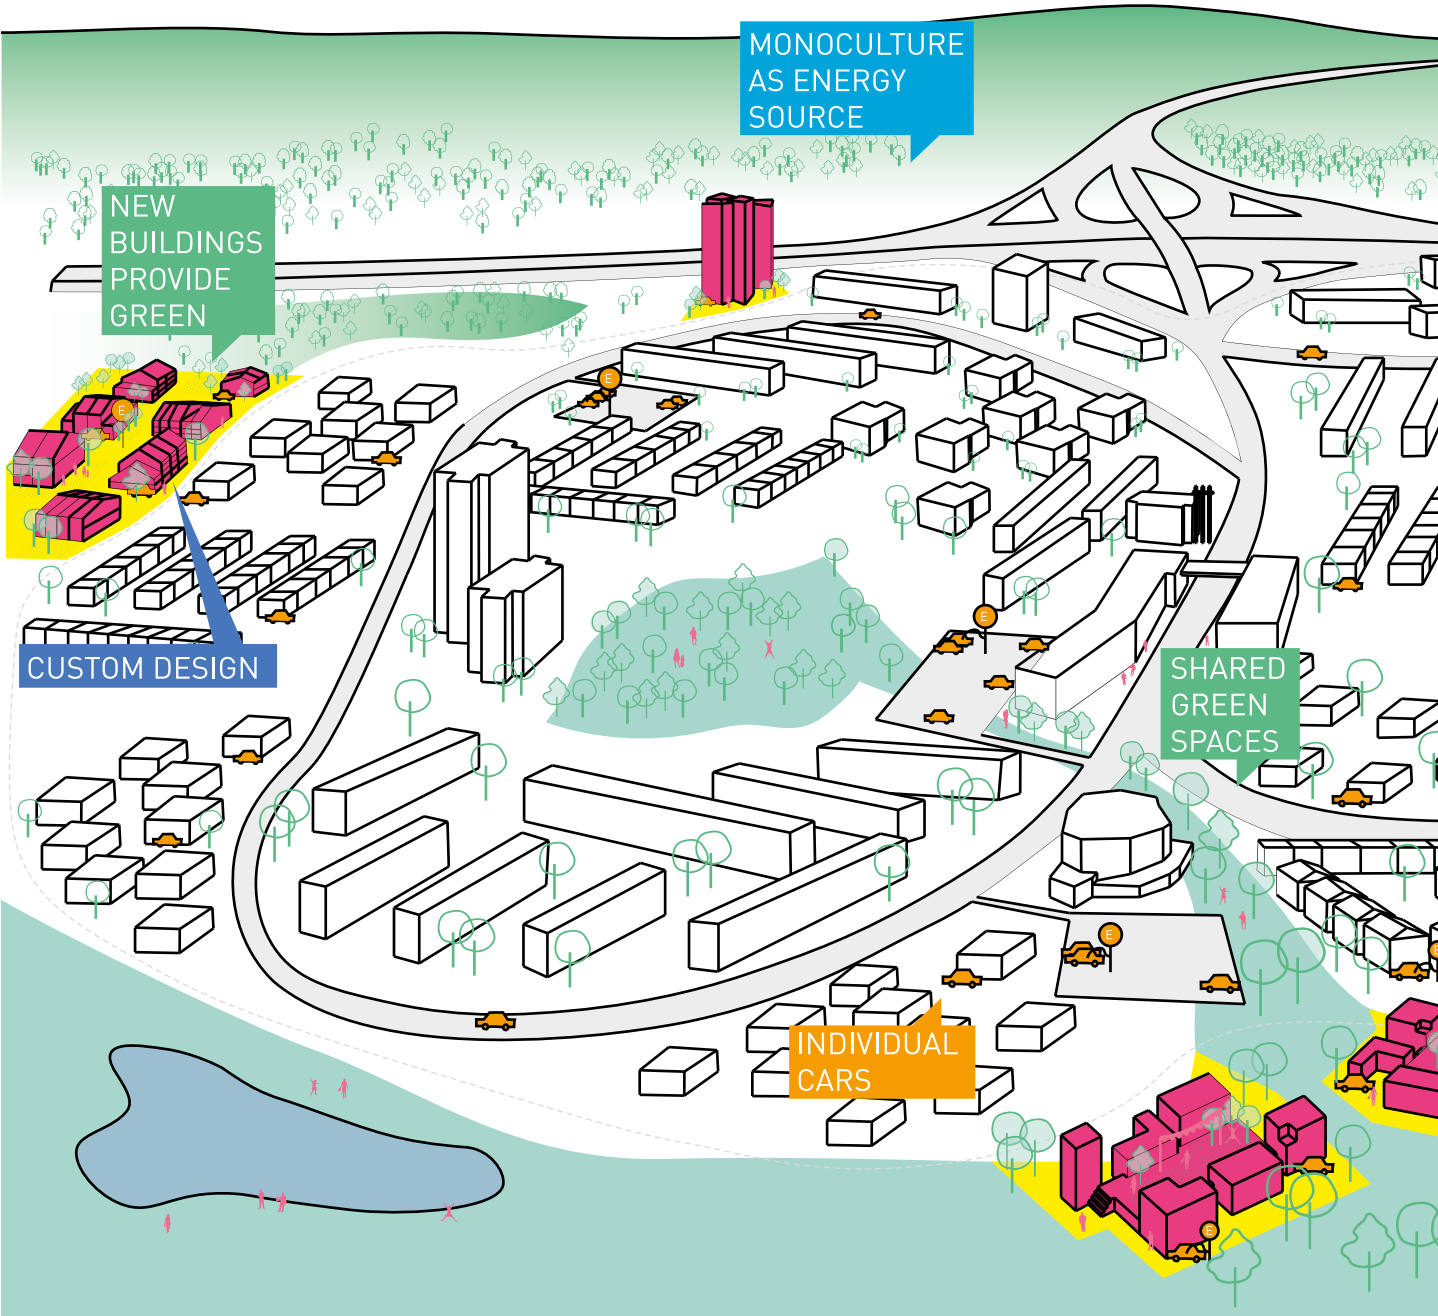 MONOCULTURE
AS ENERGY
SOURCE
NEW
BUILDINGS
PROVIDE
GREEN
E
E
E
CUSTOM DESIGN
SHARED
GREEN
SPACES
E
E
INDIVIDUAL
CARS
E